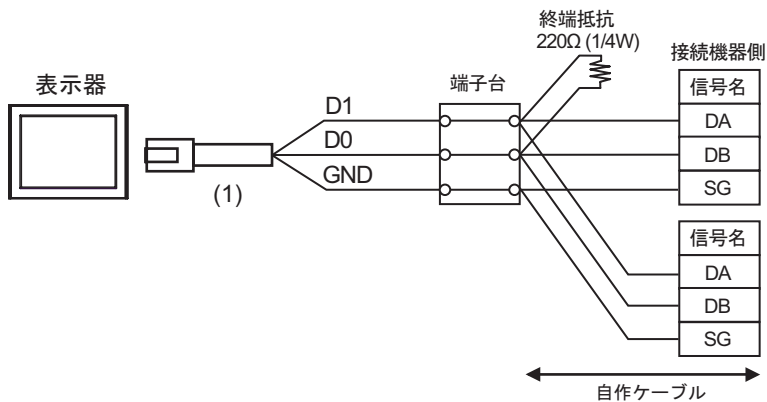 終端抵抗
220Ω (1/4W)
接続機器側
表示器
端子台
信号名
D1
DA
D0
DB
GND
SG
(1)
信号名
DA
DB
SG
自作ケーブル